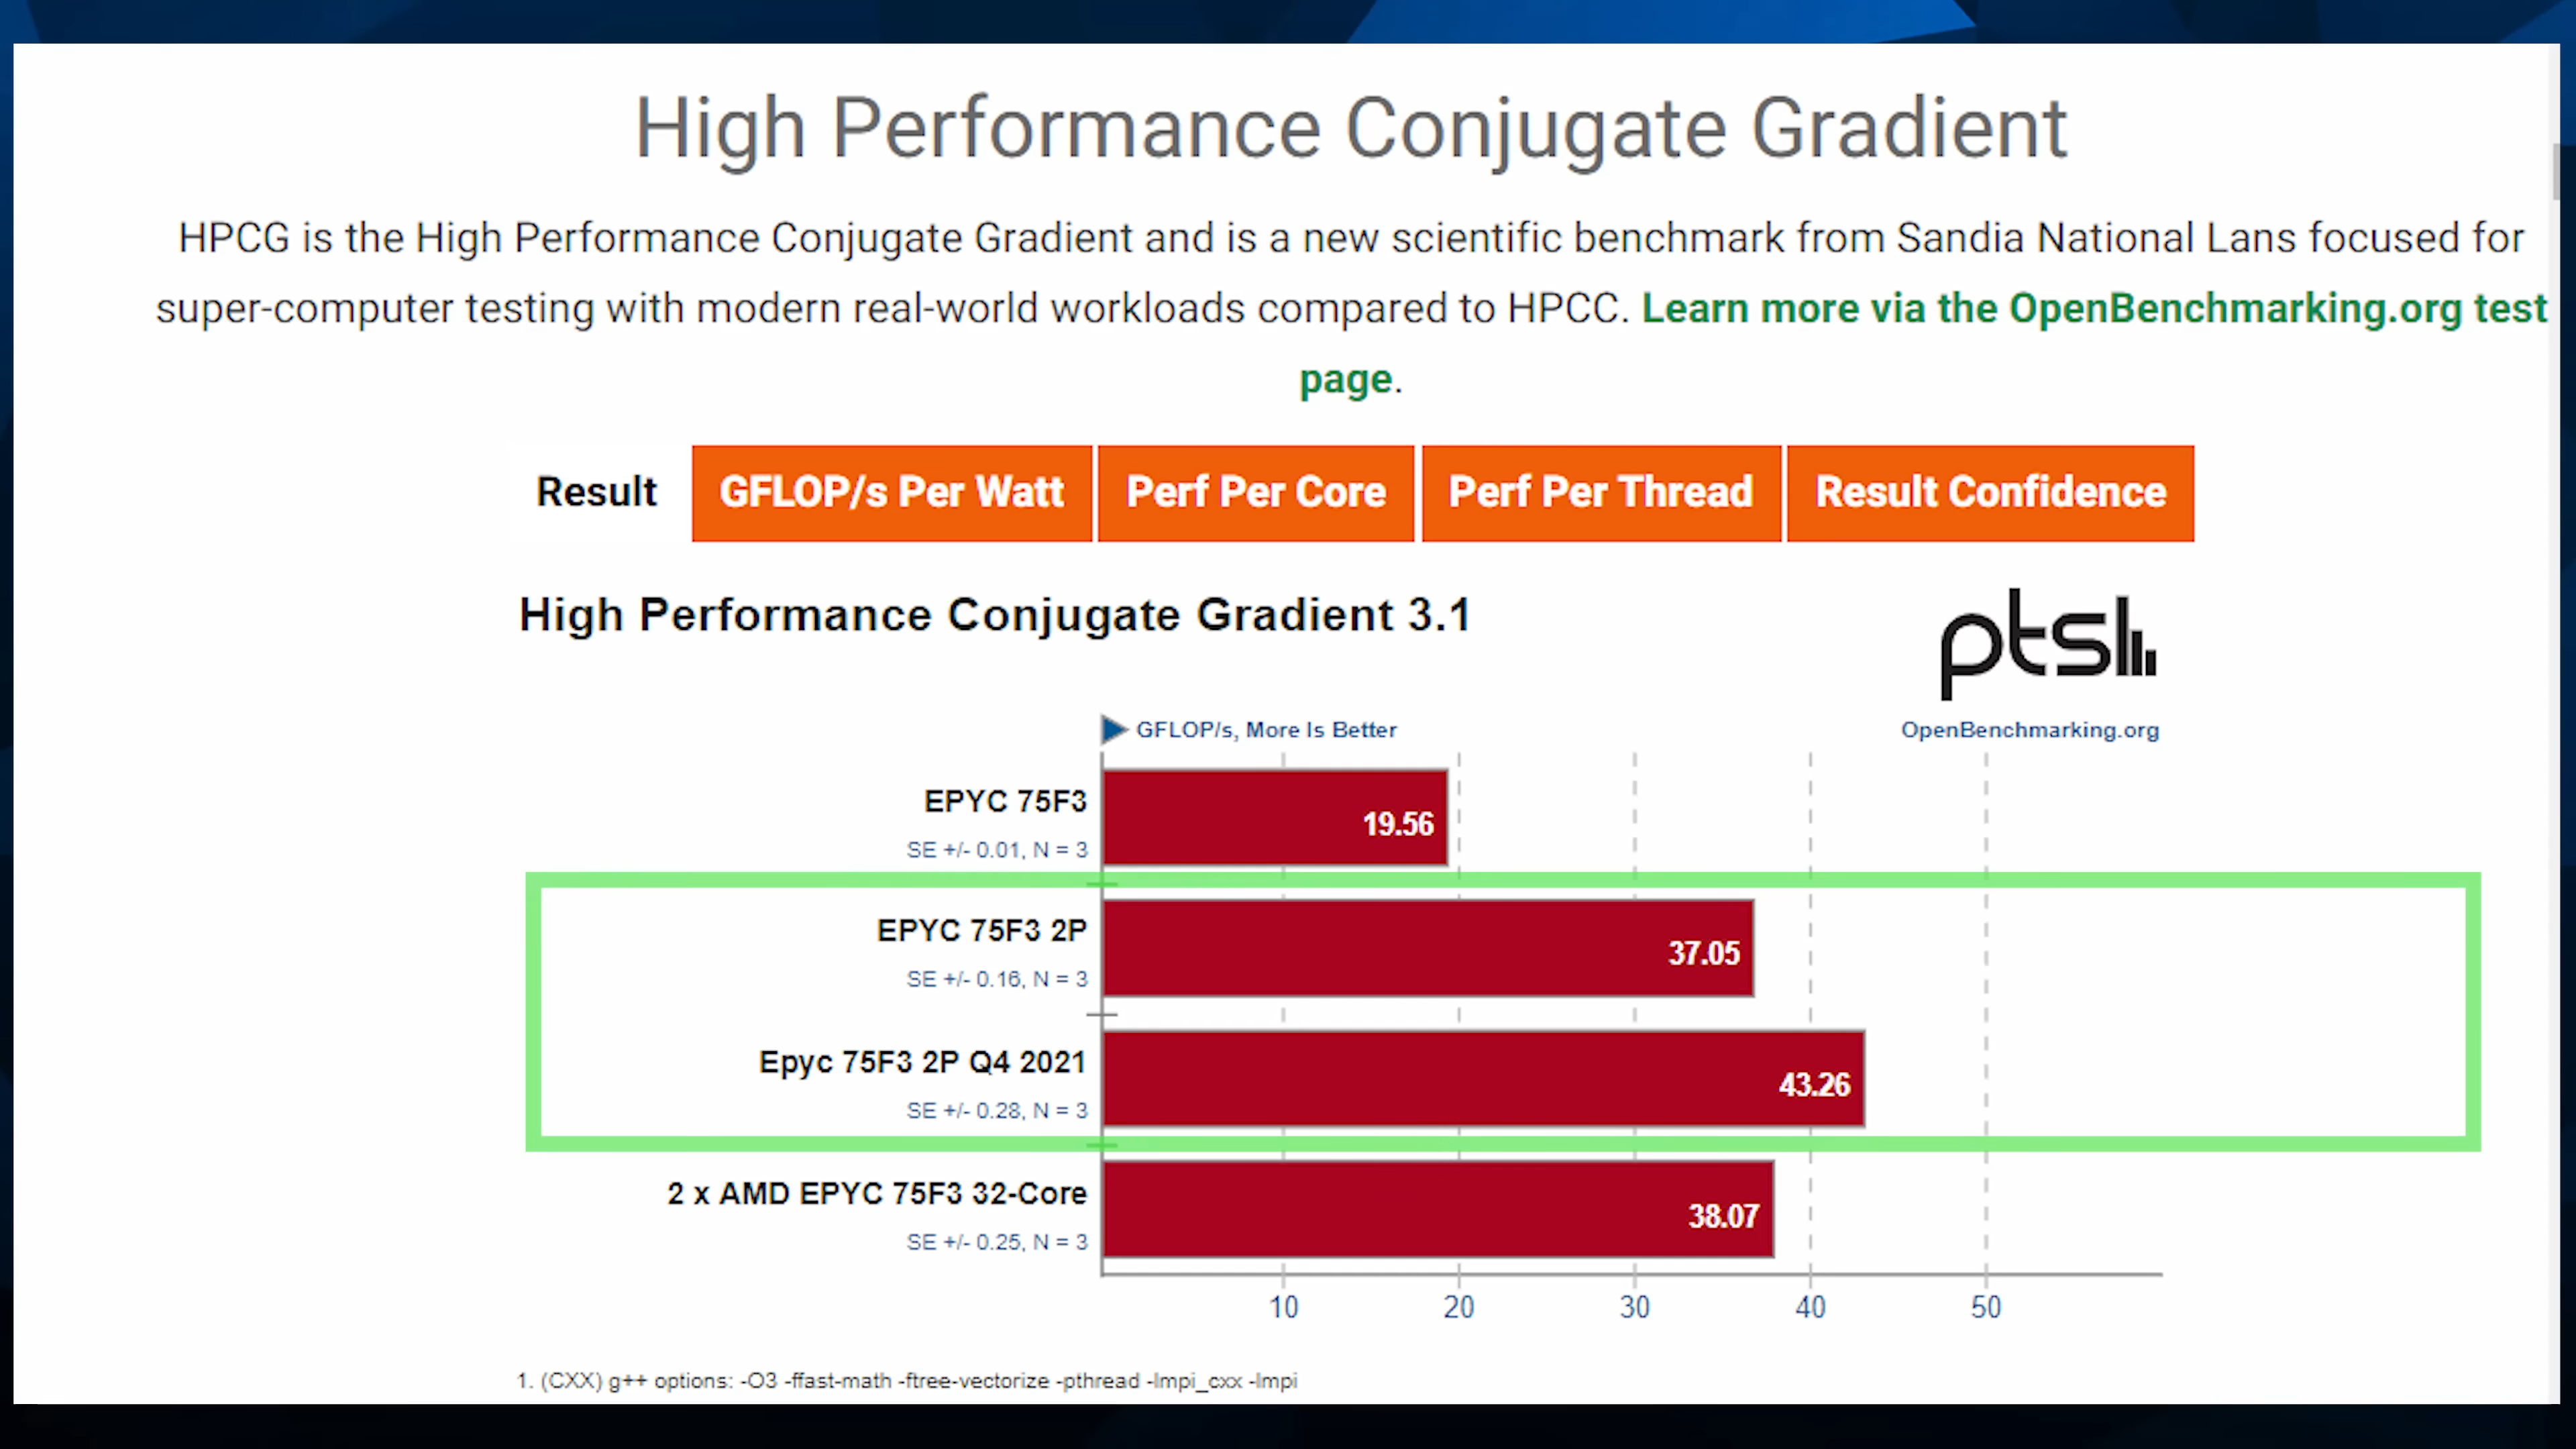 High Performance Conjugate Gradient
HPCG is the High Performance Conjugate Gradient and is a new scientific benchmark from Sandia National Lans focused for
super-computer testing with modern real-world workloads compared to HPCC. Learn more via the OpenBenchmarking.org test
page.
Result GFLOP/s Per Watt Perf Per Core Perf Per Thread Result Confidence
High Performance Conjugate Gradient 3.1
ptsl
GFLOP/s, More Is Better OpenBenchmarking.org
EPYC 75F3
19.56
SE +/- 0.01, N = 3
EPYC 75F3 2P
37.05
SE +/- 0.16, N = 3
Epyc 75F3 2P Q4 2021
43.26
SE +/- 0.28, N = 3
2 x AMD EPYC 75F3 32-Core
38.07
SE +/- 0.25, N = 3
10 20 30 40 50
1. (CXX) g++ options: -O3 -ffast-math -ftree-vectorize -pthread -lmpi_cxx -lmpi